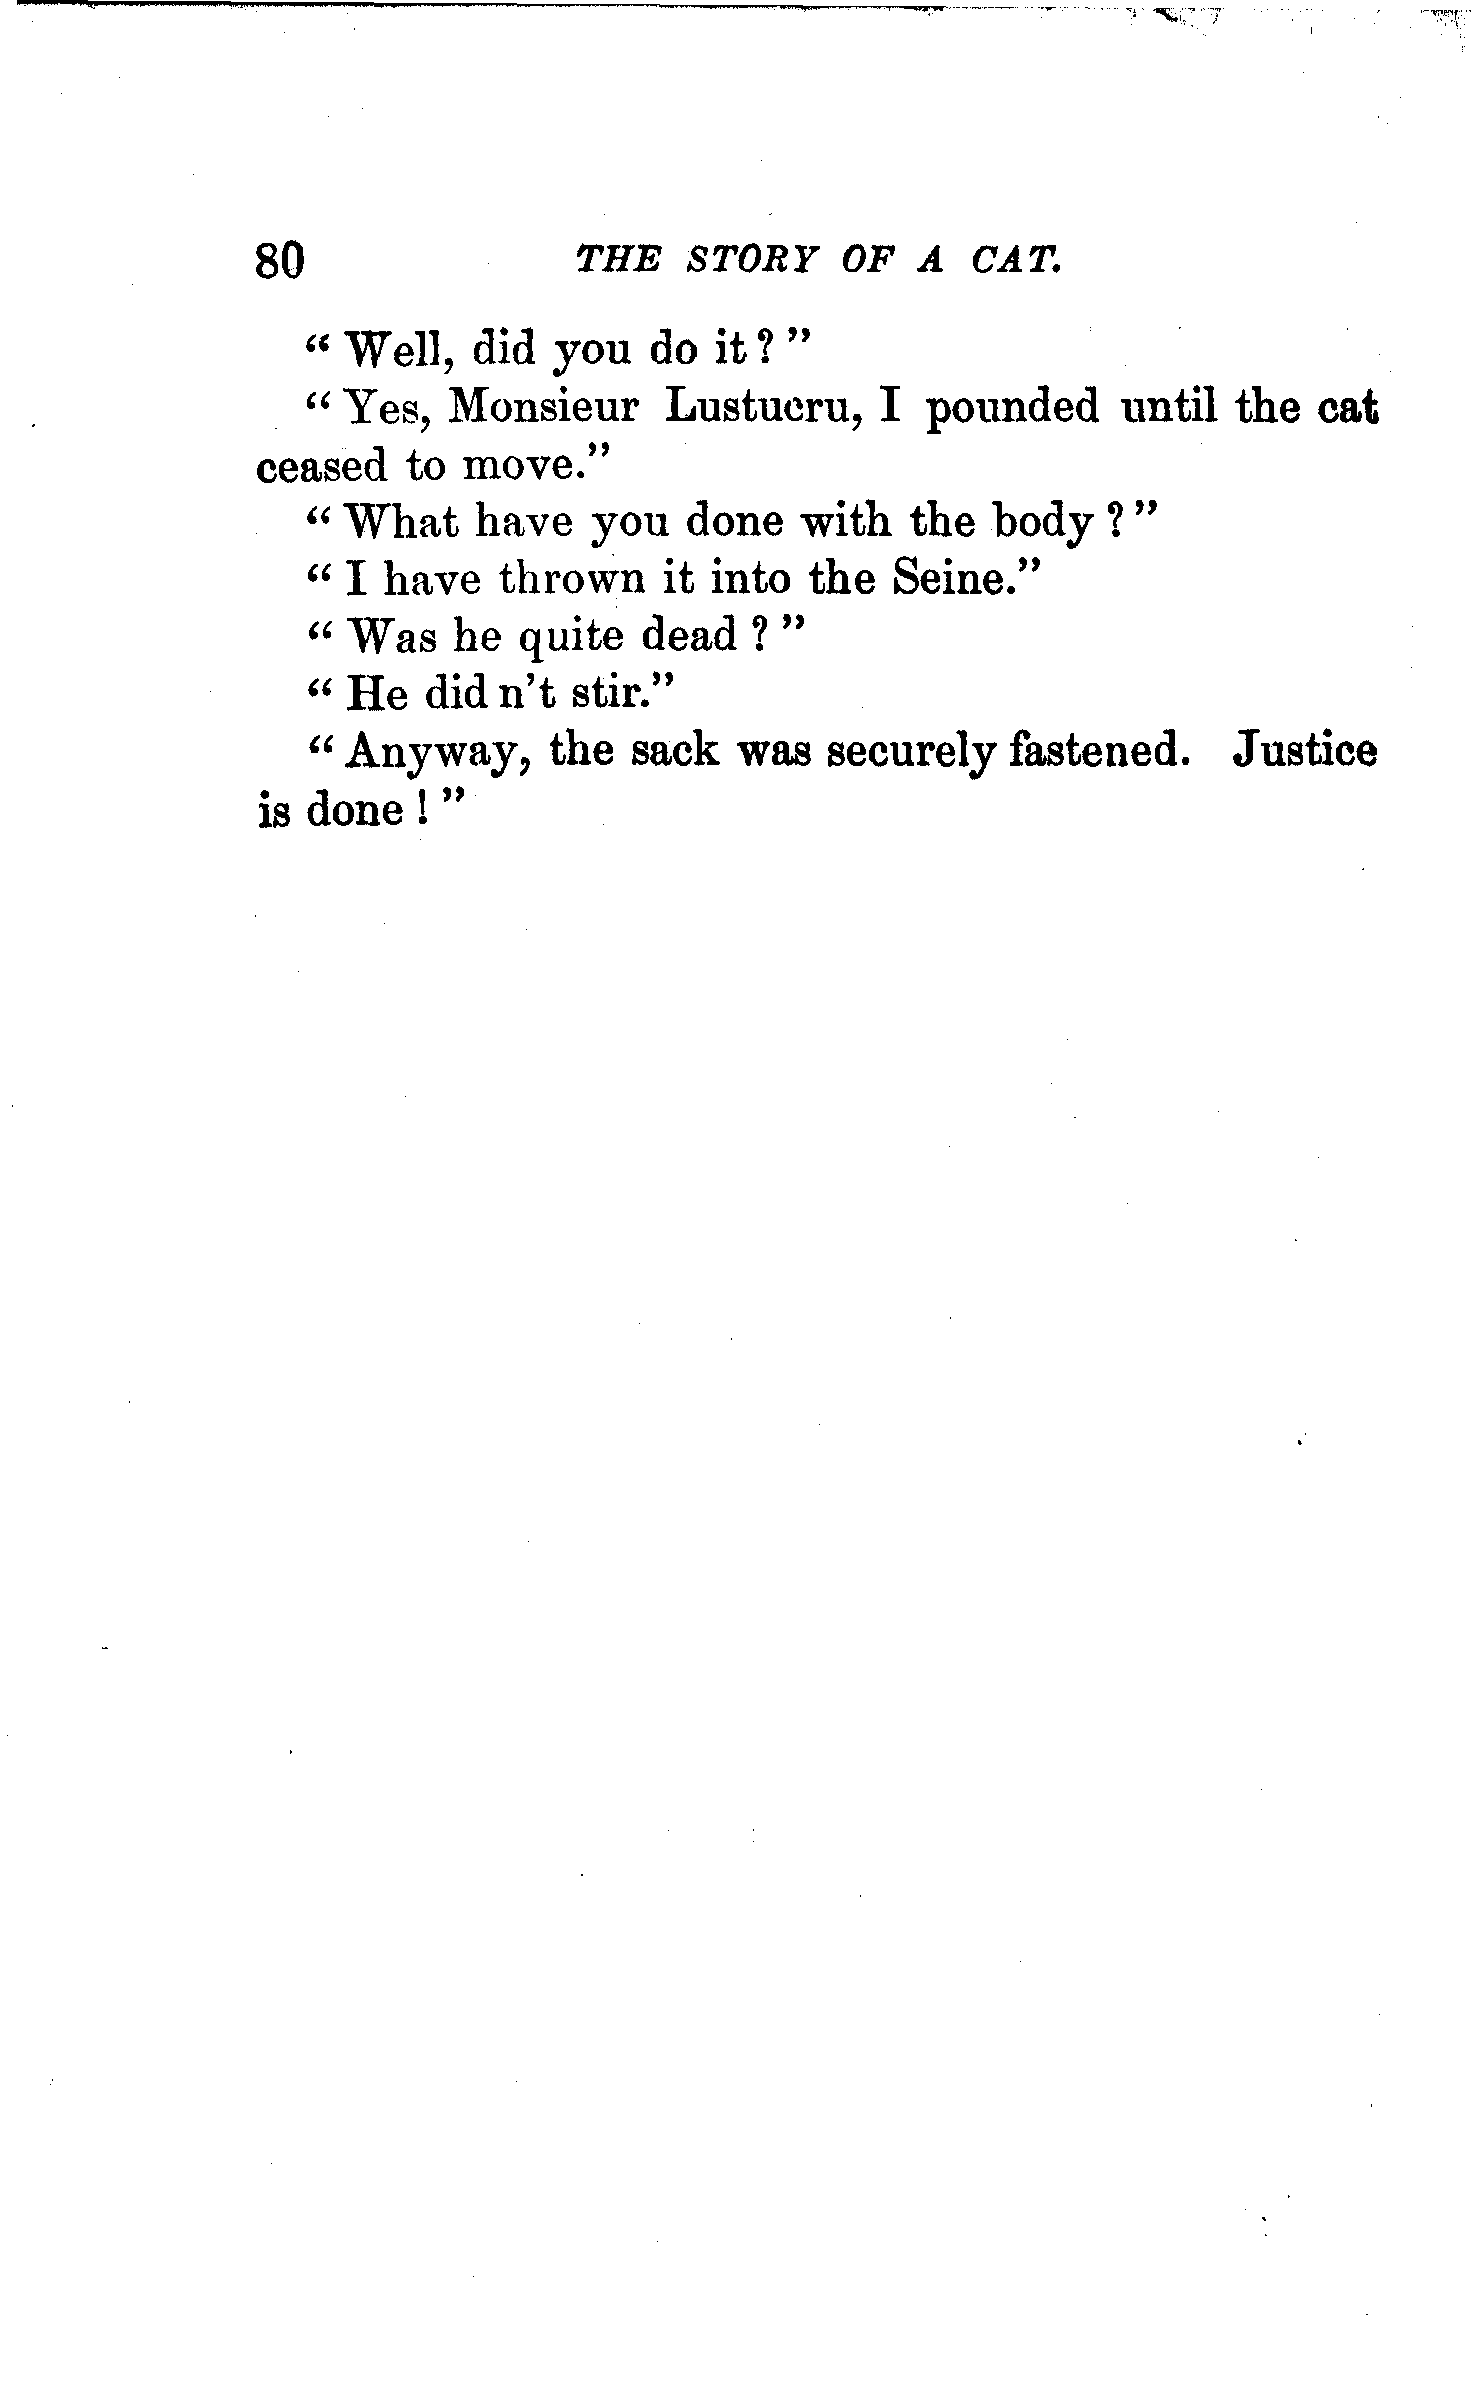 80 THE STORY OF A CAT.
“Well, did you do it?”
“Yes, Monsieur Lustucru, I pounded until the cat
ceased to move.”
“What have you done with the body?”
“I have thrown it into the Seine.”
“Was he quite dead?”
“He did n't stir.”
“Anyway, the sack was securely fastened. Justice
is done!”